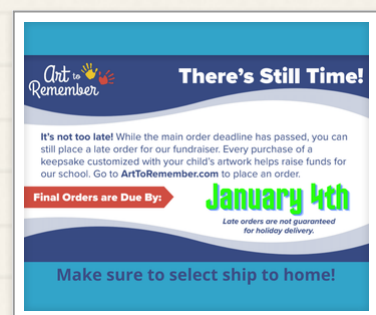 Art to
Remember
There's Still Time!
It's not too late! While the main order deadline has passed, you can
still place a late order for our fundraiser. Every purchase of a
keepsake customized with your child's artwork helps raise funds for
our school. Go to ArtToRemember.com to place an order.
Final Orders are Due By:
January 4th
Late orders are not guaranteed
for holiday delivery.
Make sure to select ship to home!